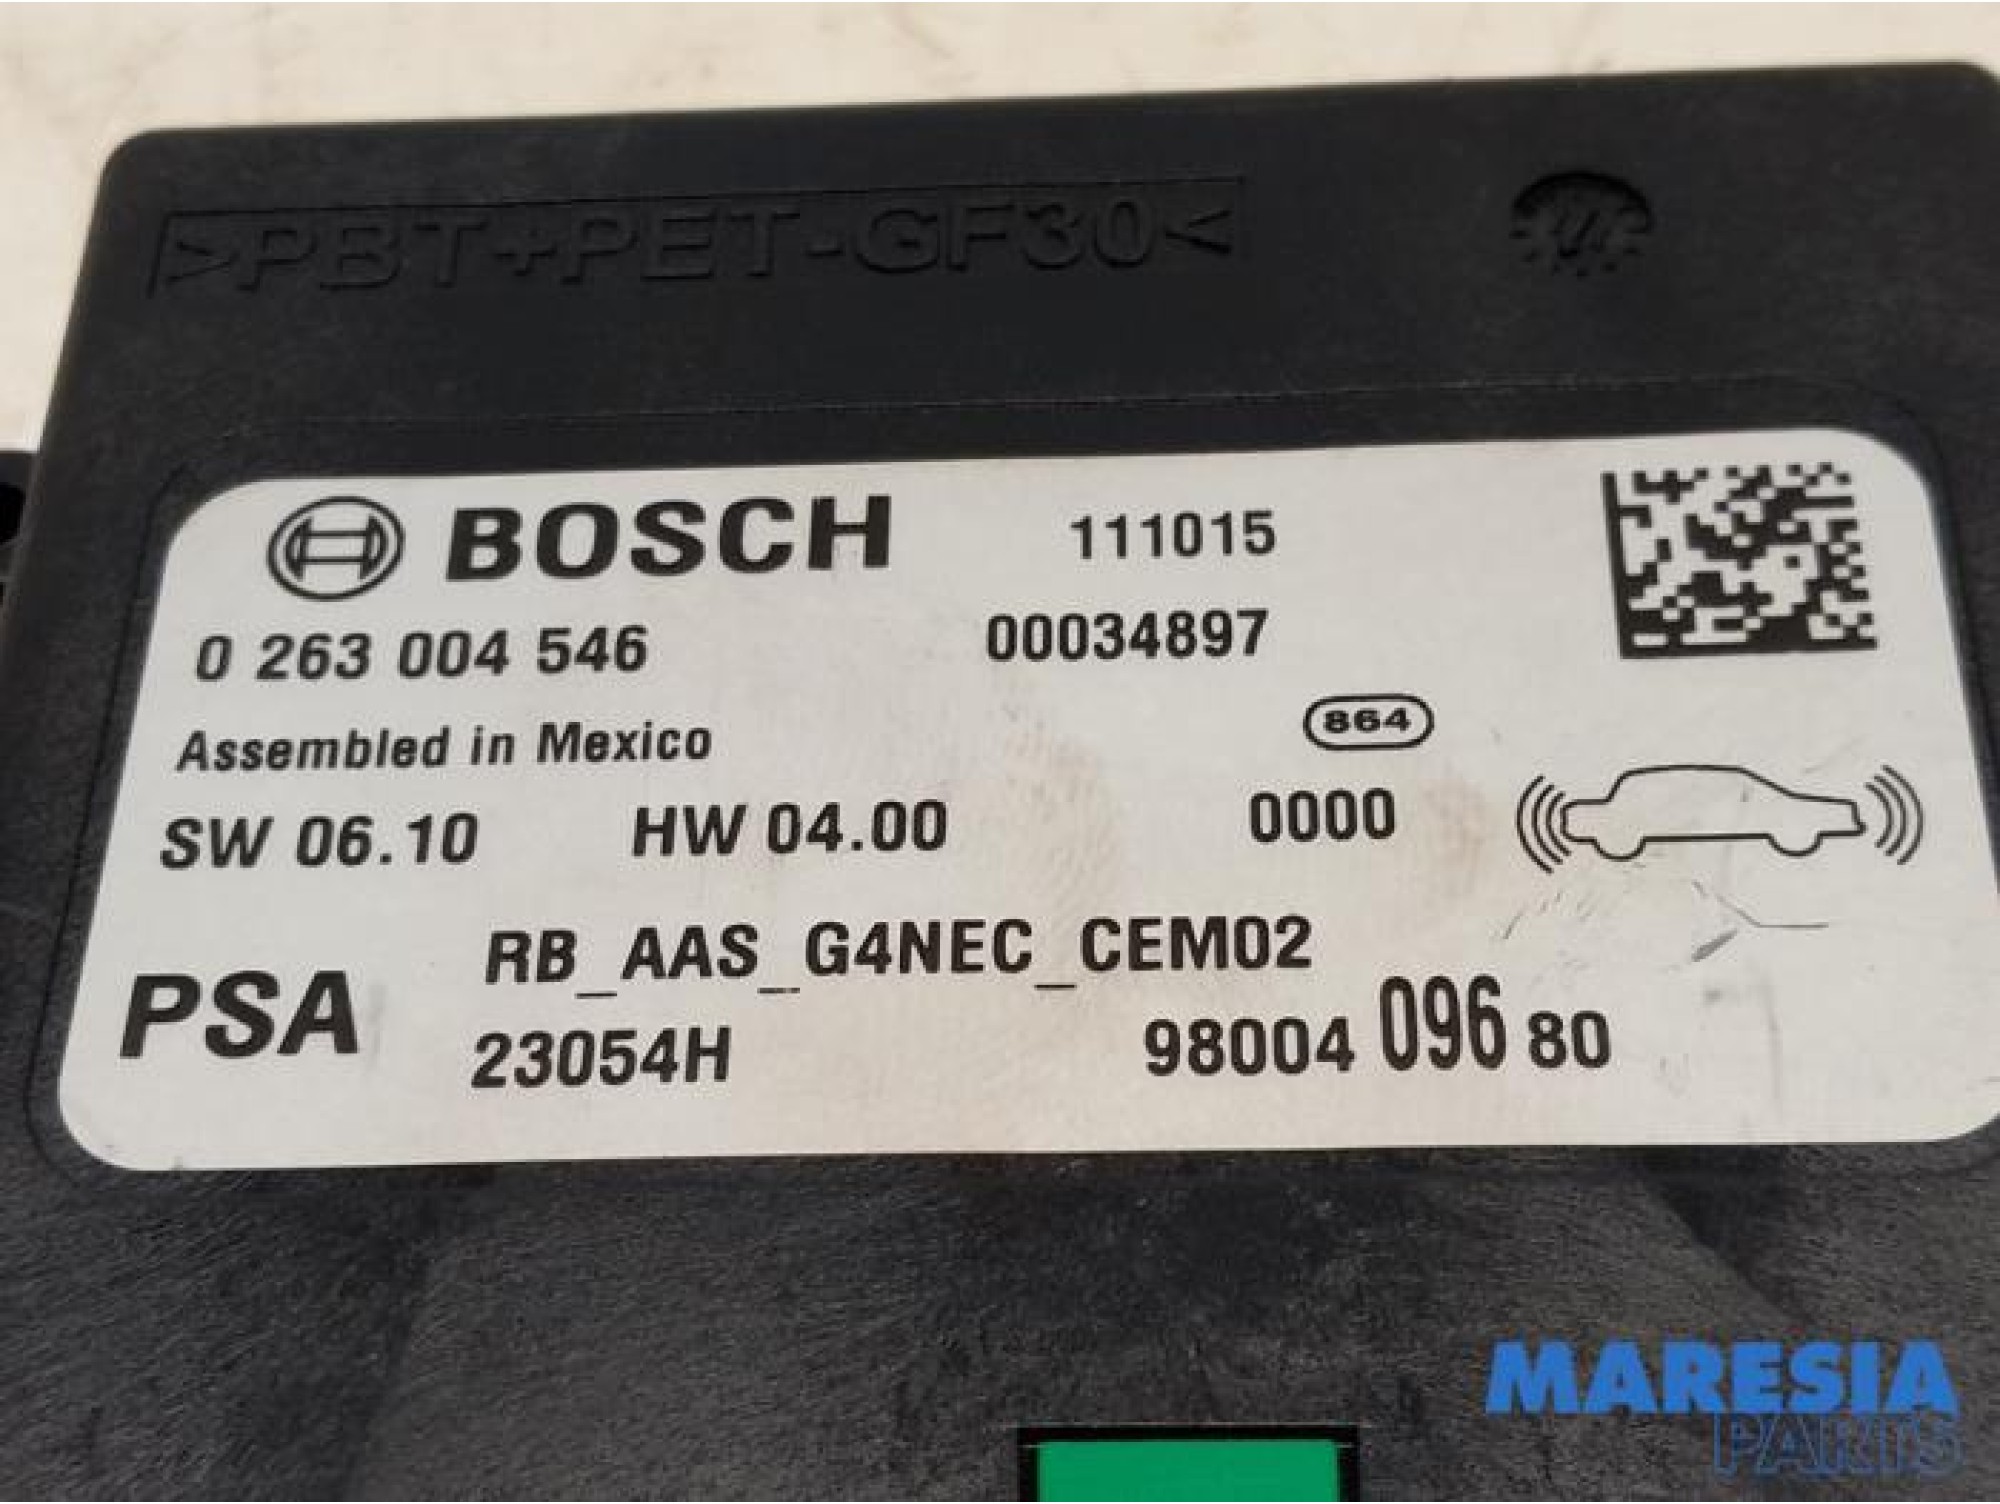 >PBT+PET-GF30<
BOSCH 111015
0 263 004 546 00034897
Assembled in Mexico 864
SW 06.10 HW 04.00 0000
RB_AAS_G4NEC_CEM02
PSA 23054H 98004 096 80
MARESIA
PARTS